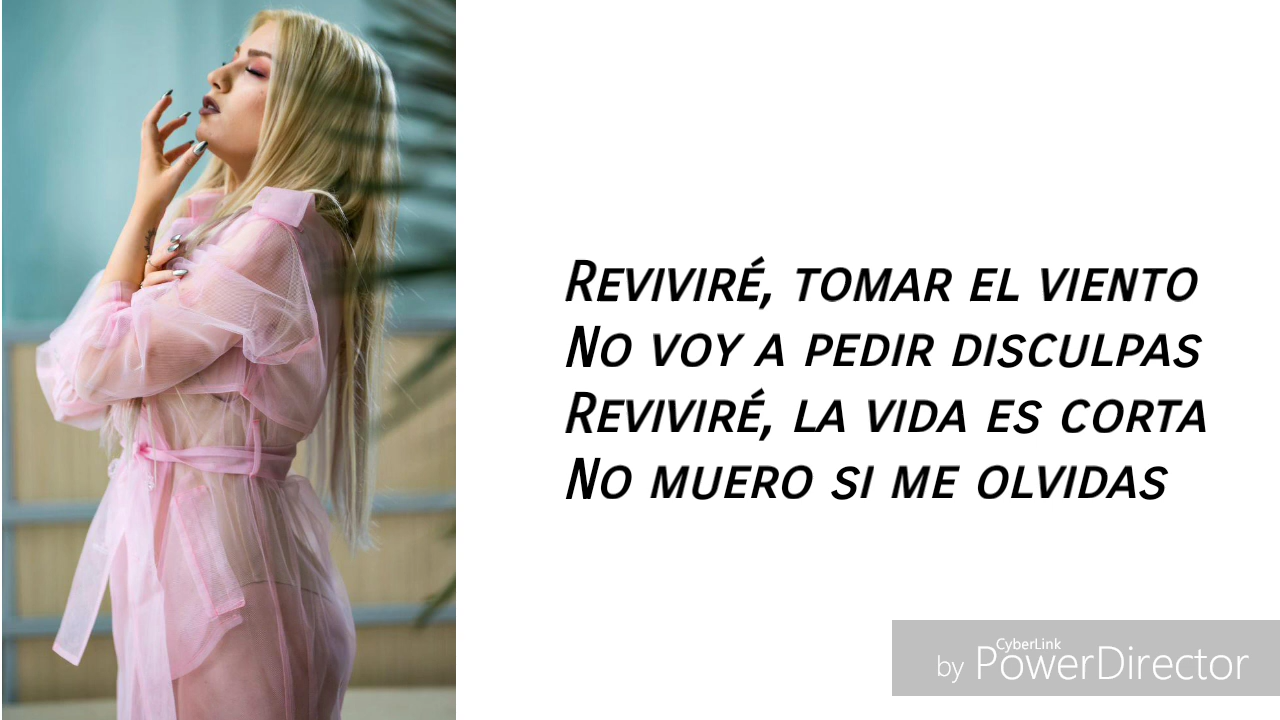 Reviviré, tomar el viento
No voy a pedir disculpas
Reviviré, la vida es corta
No muero si me olvidas
by CyberLink PowerDirector